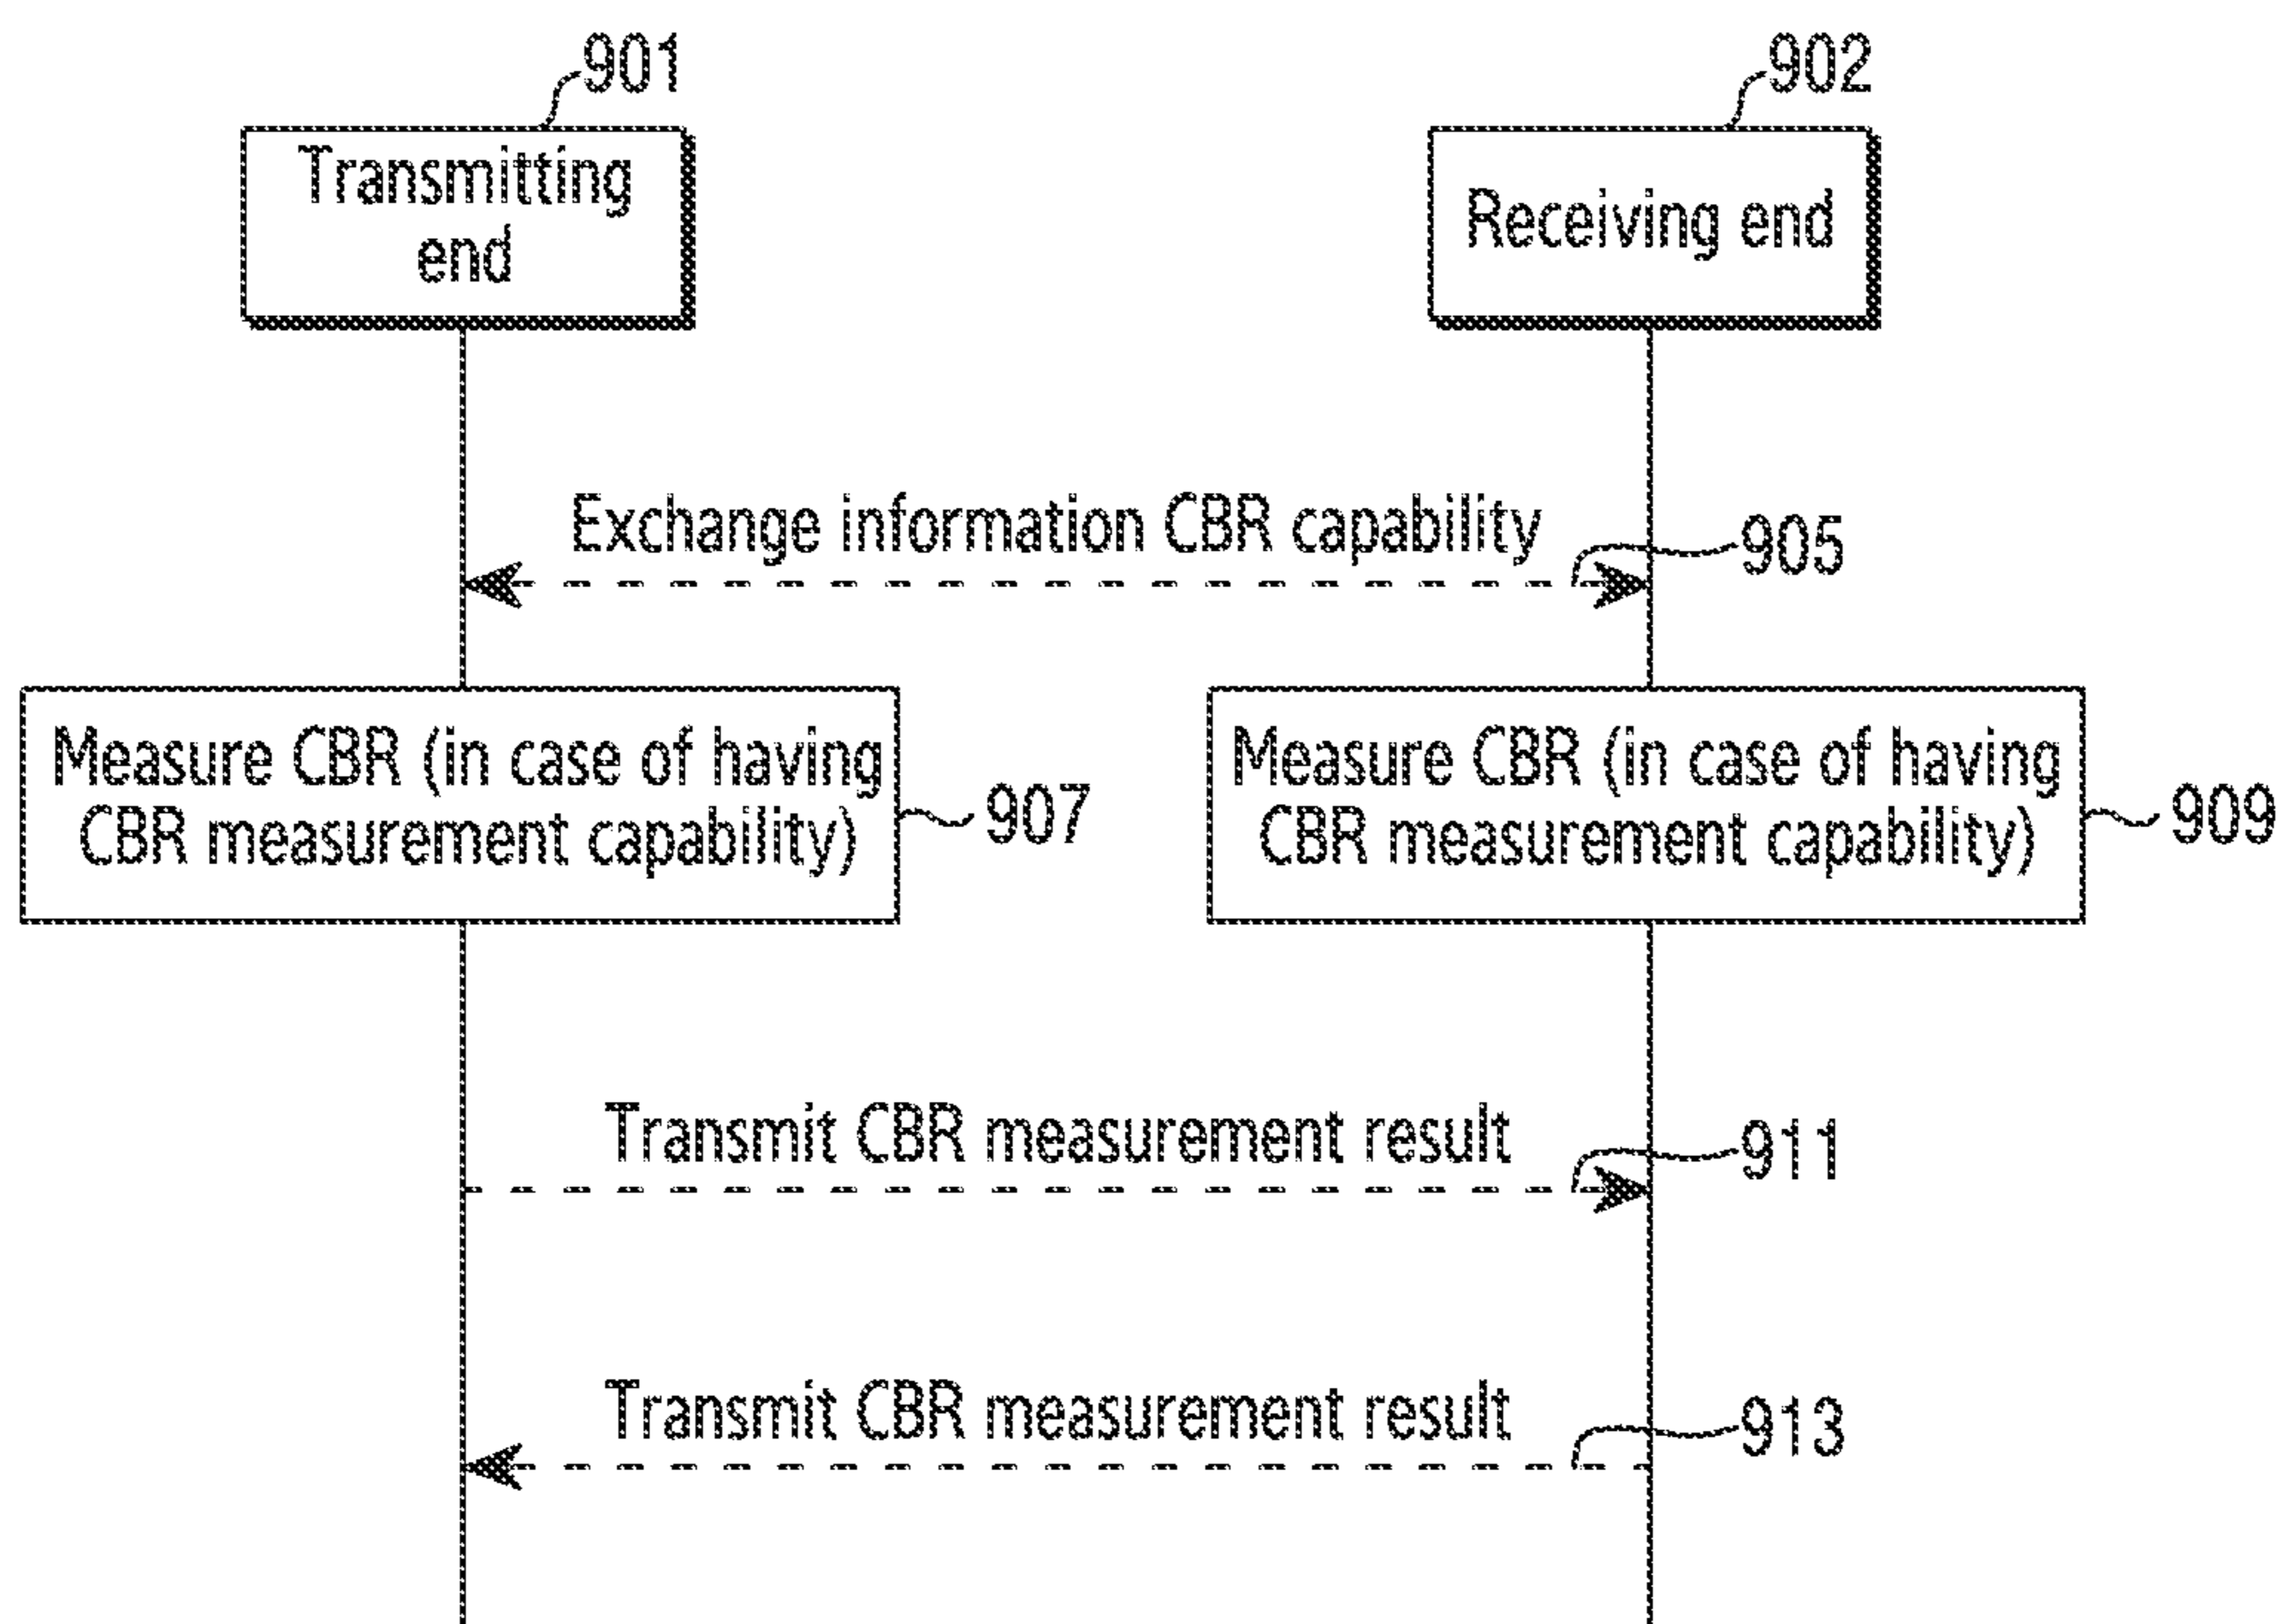 901
902
Transmitting
end
Receiving end
Exchange information CBR capability
905
Measure CBR (in case of having
CBR measurement capability)
907
Measure CBR (in case of having
CBR measurement capability)
909
Transmit CBR measurement result
911
Transmit CBR measurement result
913